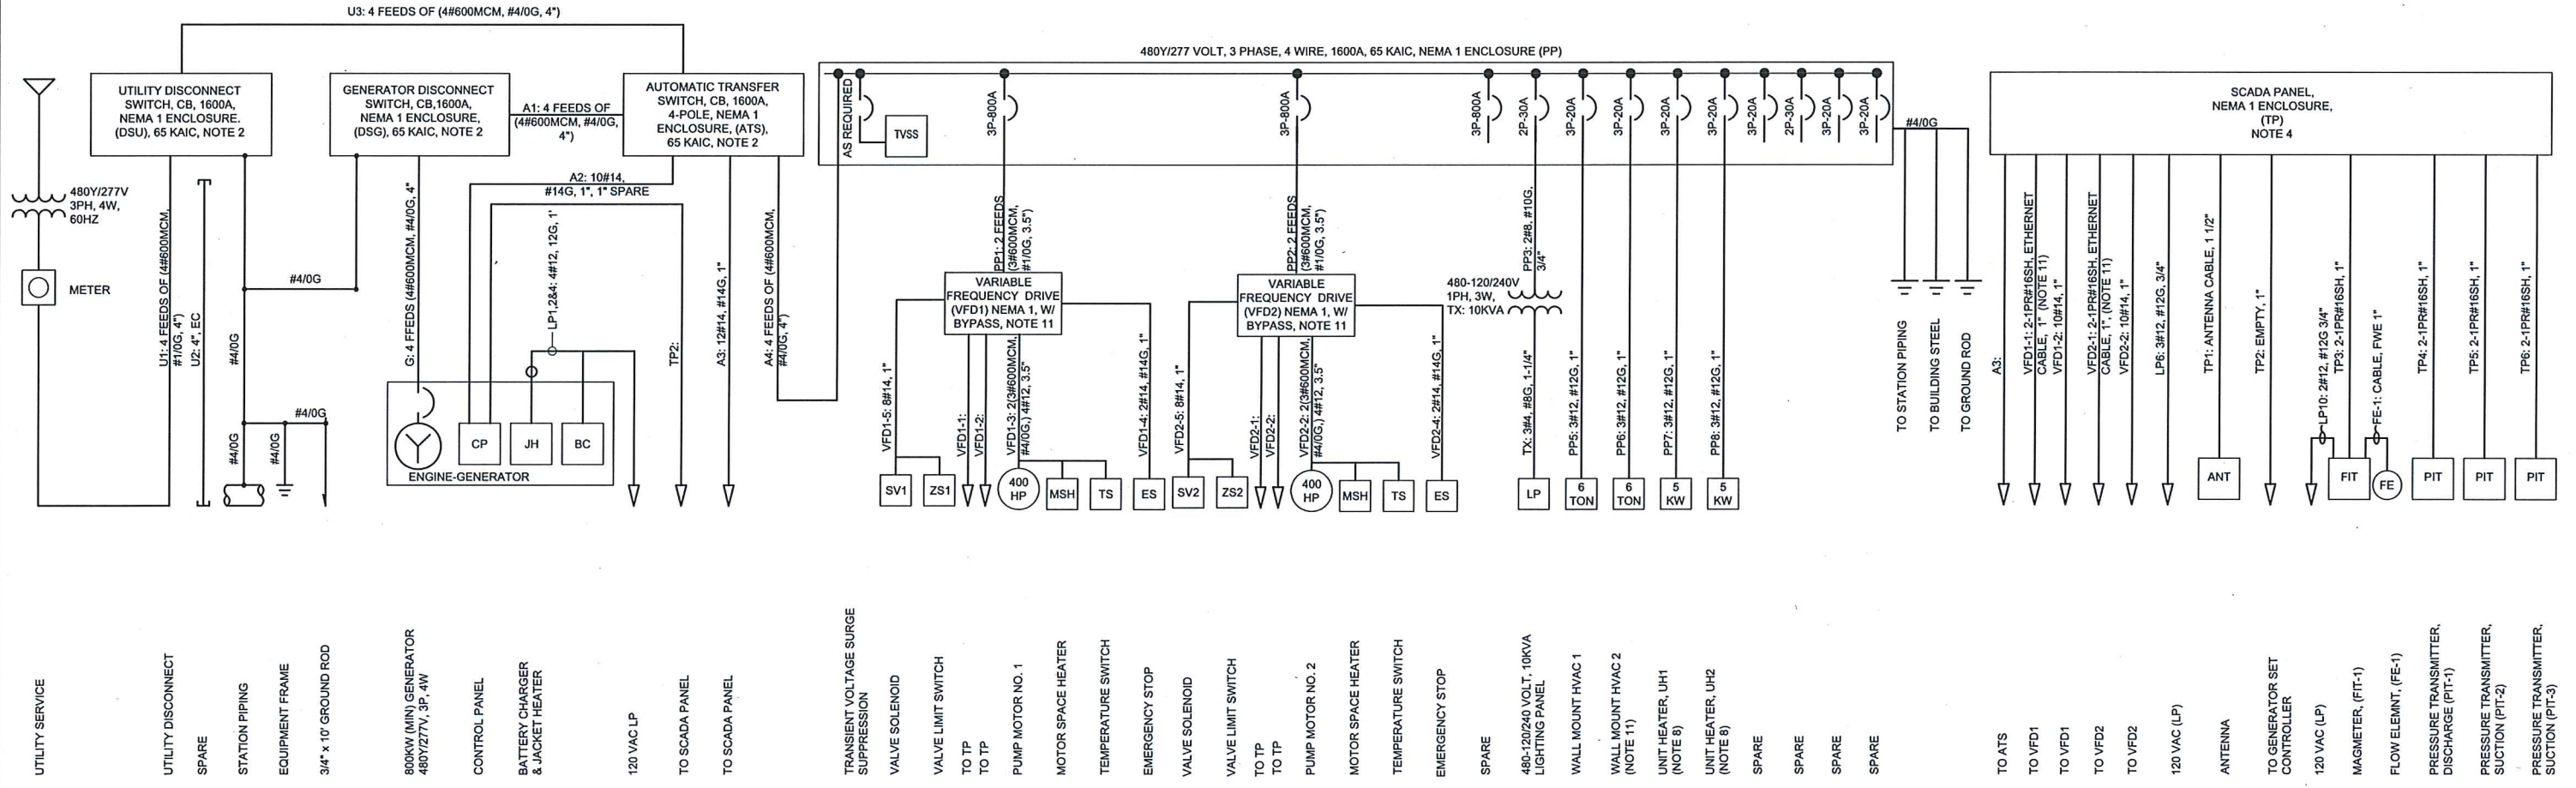 U3: 4 FEEDS OF (4#600MCM, #4/0G, 4")
480Y/277V
3PH, 4W,
60HZ
METER
UTILITY DISCONNECT
SWITCH, CB, 1600A,
NEMA 1 ENCLOSURE.
(DSU), 65 KAIC, NOTE 2
GENERATOR DISCONNECT
SWITCH, CB,1600A,
NEMA 1 ENCLOSURE,
(DSG), 65 KAIC, NOTE 2
A1: 4 FEEDS OF
(4#600MCM, #4/0G,
4")
AUTOMATIC TRANSFER
SWITCH, CB, 1600A,
4-POLE, NEMA 1
ENCLOSURE, (ATS),
65 KAIC, NOTE 2
U1: 4 FEEDS OF (4#600MCM,
#1/0G, 4")
U2: 4", EC
#4/0G
#4/0G
#4/0G
#4/0G
#4/0G
G: 4 FFEDS (4#600MCM, #4/0G, 4"
A2: 10#14,
#14G, 1", 1" SPARE
LP1,2&4: 4#12, 12G, 1'
TP2:
A3: 12#14, #14G, 1"
A4: 4 FEEDS OF (4#600MCM,
#4/0G, 4")
CP
JH
BC
ENGINE-GENERATOR
480Y/277 VOLT, 3 PHASE, 4 WIRE, 1600A, 65 KAIC, NEMA 1 ENCLOSURE (PP)
AS REQUIRED
TVSS
3P-800A
3P-800A
3P-800A
2P-30A
3P-20A
3P-20A
3P-20A
3P-20A
3P-20A
2P-30A
3P-20A
3P-20A
#4/0G
TO STATION PIPING
TO BUILDING STEEL
TO GROUND ROD
PP1: 2 FEEDS
(3#600MCM,
#1/0G, 3.5")
VARIABLE
FREQUENCY DRIVE
(VFD1) NEMA 1, W/
BYPASS, NOTE 11
VFD1-5: 8#14, 1"
VFD1-1:
VFD1-2:
VFD1-3: 2(3#600MCM,
#4/0G,) 4#12, 3.5"
VFD1-4: 2#14, #14G, 1"
SV1
ZS1
400
HP
MSH
TS
ES
PP2: 2 FEEDS
(3#600MCM,
#1/0G, 3.5")
VARIABLE
FREQUENCY DRIVE
(VFD2) NEMA 1, W/
BYPASS, NOTE 11
VFD2-5: 8#14, 1"
VFD2-1:
VFD2-2:
VFD2-2: 2(3#600MCM,
#4/0G,) 4#12, 3.5"
VFD2-4: 2#14, #14G, 1"
SV2
ZS2
400
HP
MSH
TS
ES
PP3: 2#8, #10G,
3/4"
480-120/240V
1PH, 3W,
TX: 10KVA
TX: 3#4, #8G, 1-1/4"
PP5: 3#12, #12G, 1"
PP6: 3#12, #12G, 1"
PP7: 3#12, #12G, 1"
PP8: 3#12, #12G, 1"
LP
6
TON
6
TON
5
KW
5
KW
SCADA PANEL,
NEMA 1 ENCLOSURE,
(TP)
NOTE 4
A3:
VFD1-1: 2-1PR#16SH, ETHERNET
CABLE, 1" (NOTE 11)
VFD1-2: 10#14, 1"
VFD2-1: 2-1PR#16SH, ETHERNET
CABLE, 1", (NOTE 11)
VFD2-2: 10#14, 1"
LP6: 3#12, #12G, 3/4"
TP1: ANTENNA CABLE, 1 1/2"
TP2: EMPTY, 1"
LP10: 2#12, #12G 3/4"
TP3: 2-1PR#16SH, 1"
FE-1: CABLE, FWE 1"
TP4: 2-1PR#16SH, 1"
TP5: 2-1PR#16SH, 1"
TP6: 2-1PR#16SH, 1"
ANT
FIT
FE
PIT
PIT
PIT
UTILITY SERVICE
UTILITY DISCONNECT
SPARE
STATION PIPING
EQUIPMENT FRAME
3/4" x 10' GROUND ROD
800KW (MIN) GENERATOR
480Y/277V, 3P, 4W
CONTROL PANEL
BATTERY CHARGER
& JACKET HEATER
120 VAC LP
TO SCADA PANEL
TO SCADA PANEL
TRANSIENT VOLTAGE SURGE
SUPPRESSION
VALVE SOLENOID
VALVE LIMIT SWITCH
TO TP
TO TP
PUMP MOTOR NO. 1
MOTOR SPACE HEATER
TEMPERATURE SWITCH
EMERGENCY STOP
VALVE SOLENOID
VALVE LIMIT SWITCH
TO TP
TO TP
PUMP MOTOR NO. 2
MOTOR SPACE HEATER
TEMPERATURE SWITCH
EMERGENCY STOP
SPARE
480-120/240 VOLT, 10KVA
LIGHTING PANEL
WALL MOUNT HVAC 1
WALL MOUNT HVAC 2
(NOTE 11)
UNIT HEATER, UH1
(NOTE 8)
UNIT HEATER, UH2
(NOTE 8)
SPARE
SPARE
SPARE
SPARE
TO ATS
TO VFD1
TO VFD1
TO VFD2
TO VFD2
120 VAC (LP)
ANTENNA
TO GENERATOR SET
CONTROLLER
120 VAC (LP)
MAGMETER, (FIT-1)
FLOW ELEMNT, (FE-1)
PRESSURE TRANSMITTER,
DISCHARGE (PIT-1)
PRESSURE TRANSMITTER,
SUCTION (PIT-2)
PRESSURE TRANSMITTER,
SUCTION (PIT-3)